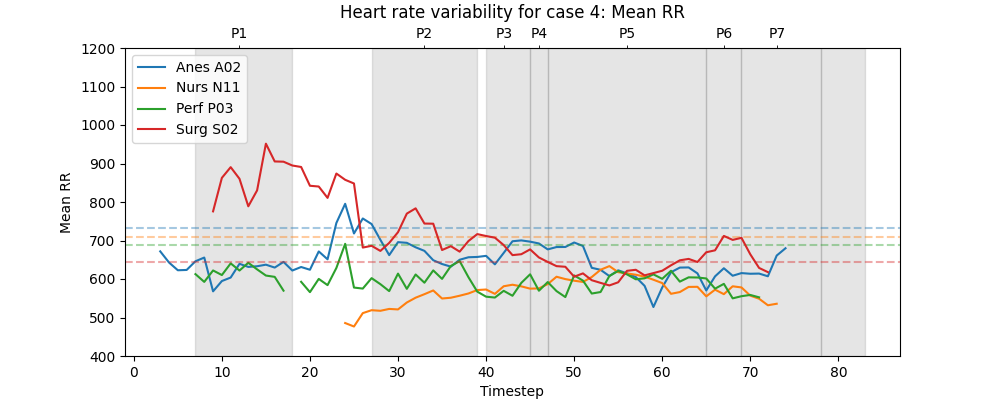 Heart rate variability for case 4: Mean RR
P1 P2 P3 P4 P5 P6 P7
1200
1100
1000
900
800
700
600
500
400
Mean RR
Anes A02
Nurs N11
Perf P03
Surg S02
0 10 20 30 40 50 60 70 80
Timestep